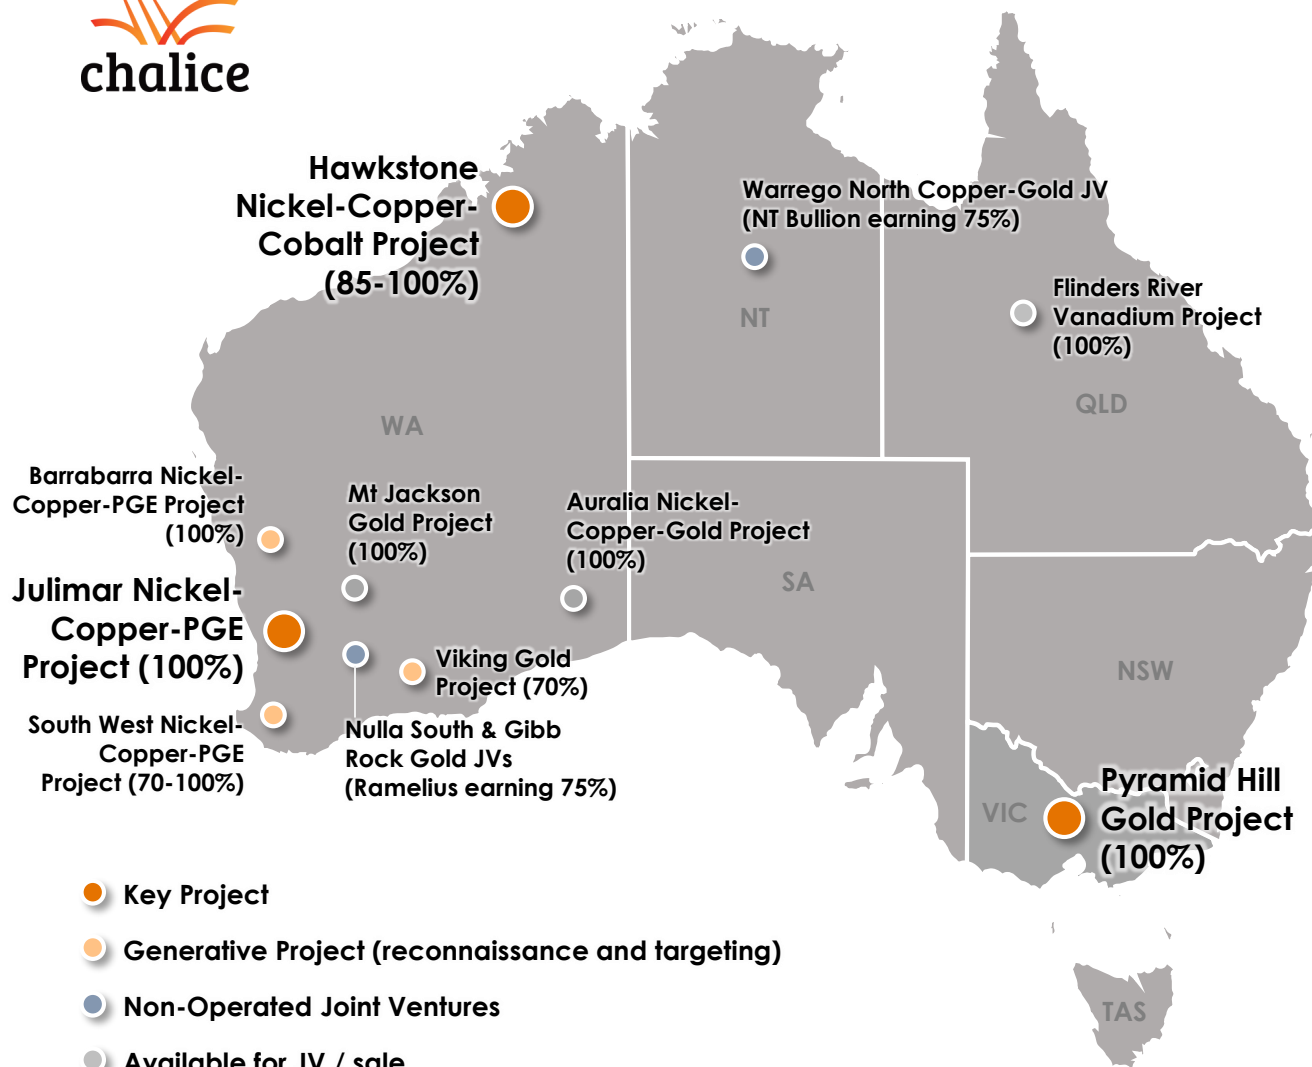 chalice
Hawkstone
Nickel-Copper-
Cobalt Project
(85-100%)
Warrego North Copper-Gold JV
(NT Bullion earning 75%)
NT
Flinders River
Vanadium Project
(100%)
QLD
WA
Barrabarra Nickel-
Copper-PGE Project
(100%)
Mt Jackson
Gold Project
(100%)
Auralia Nickel-
Copper-Gold Project
(100%)
SA
Julimar Nickel-
Copper-PGE
Project (100%)
Viking Gold
Project (70%)
NSW
South West Nickel-
Copper-PGE
Project (70-100%)
Nulla South & Gibb
Rock Gold JVs
(Ramelius earning 75%)
VIC
Pyramid Hill
Gold Project
(100%)
Key Project
Generative Project (reconnaissance and targeting)
Non-Operated Joint Ventures
Available for JV / sale
TAS